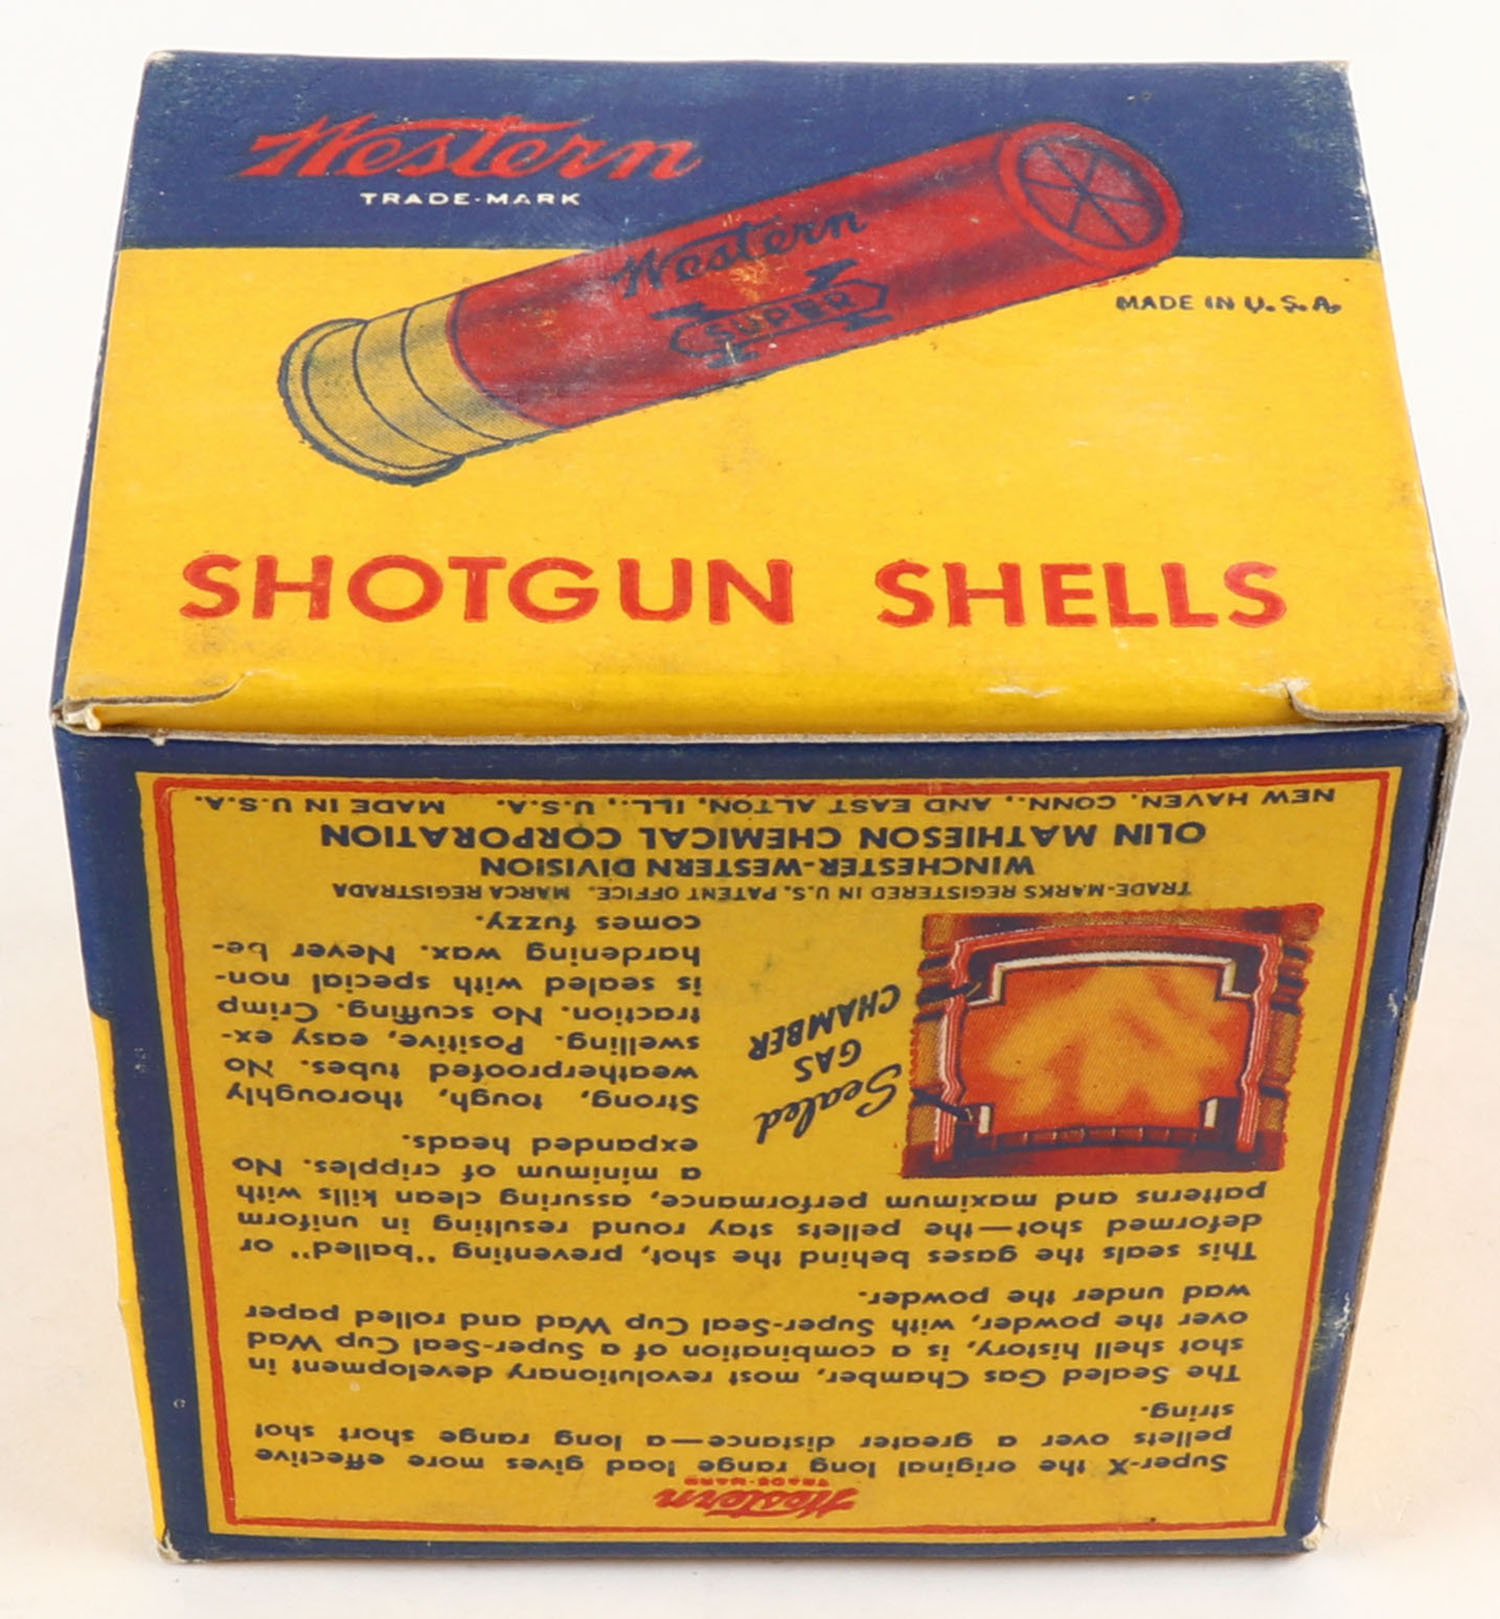 Western
TRADE-MARK
Western
SUPER
MADE IN U.S.A.
SHOTGUN SHELLS
Western
TRADE-MARK
Super-X the original long range load gives more effective
pellets over a greater distance—a long range short shot
string.
The Sealed Gas Chamber, most revolutionary development in
shot shell history, is a combination of a Super-Seal Cup Wad
over the powder, with Super-Seal Cup Wad and rolled paper
wad under the powder.
This seals the gases behind the shot, preventing "balled" or
deformed shot—the pellets stay round resulting in uniform
patterns and maximum performance, assuring clean kills with
a minimum of cripples. No
expanded heads.
Sealed
GAS
CHAMBER
Strong, tough, thoroughly
weatherproofed tubes. No
swelling. Positive, easy ex-
traction. No scuffing. Crimp
is sealed with special non-
hardening wax. Never be-
comes fuzzy.
TRADE-MARKS REGISTERED IN U.S. PATENT OFFICE. MARCA REGISTRADA
WINCHESTER-WESTERN DIVISION
OLIN MATHIESON CHEMICAL CORPORATION
NEW HAVEN, CONN., AND EAST ALTON, ILL., U.S.A. MADE IN U.S.A.